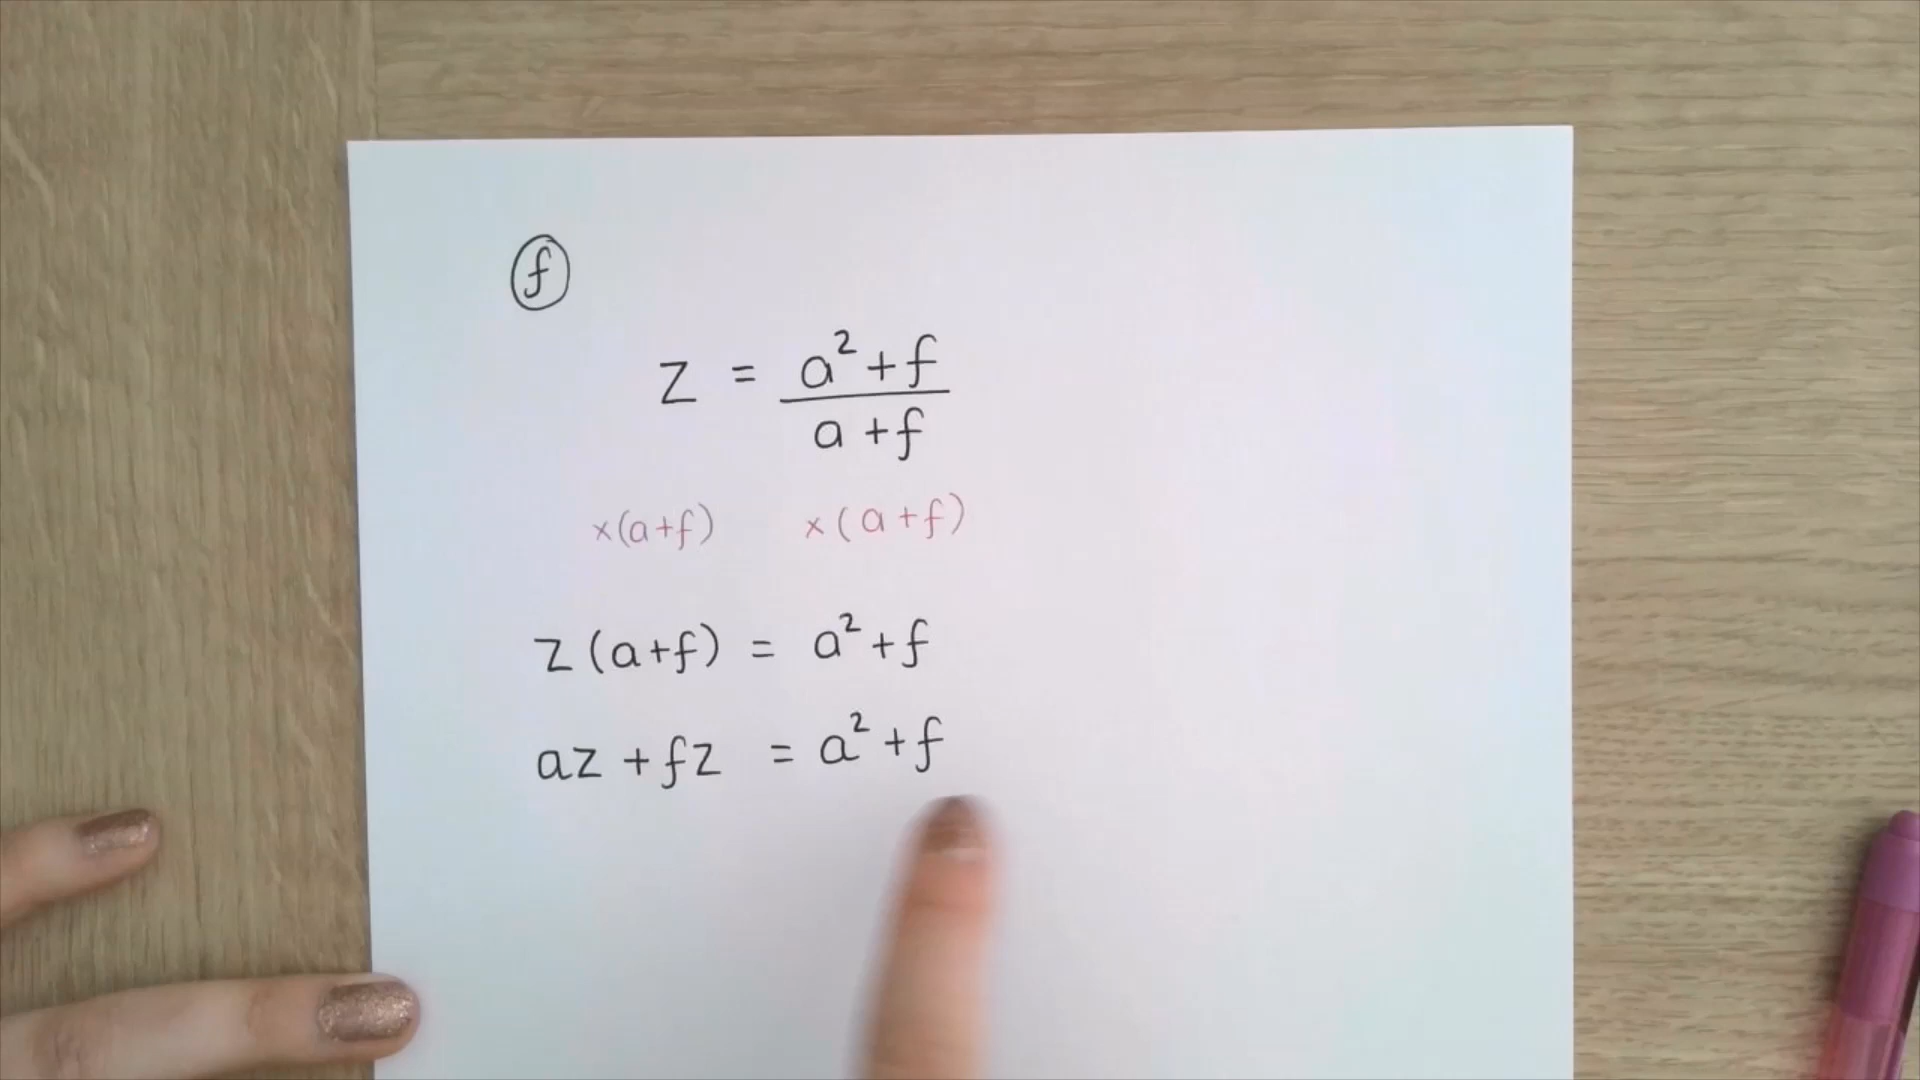 f
z = a²+f / a+f
×(a+f) ×(a+f)
z(a+f) = a²+f
az + fz = a²+f